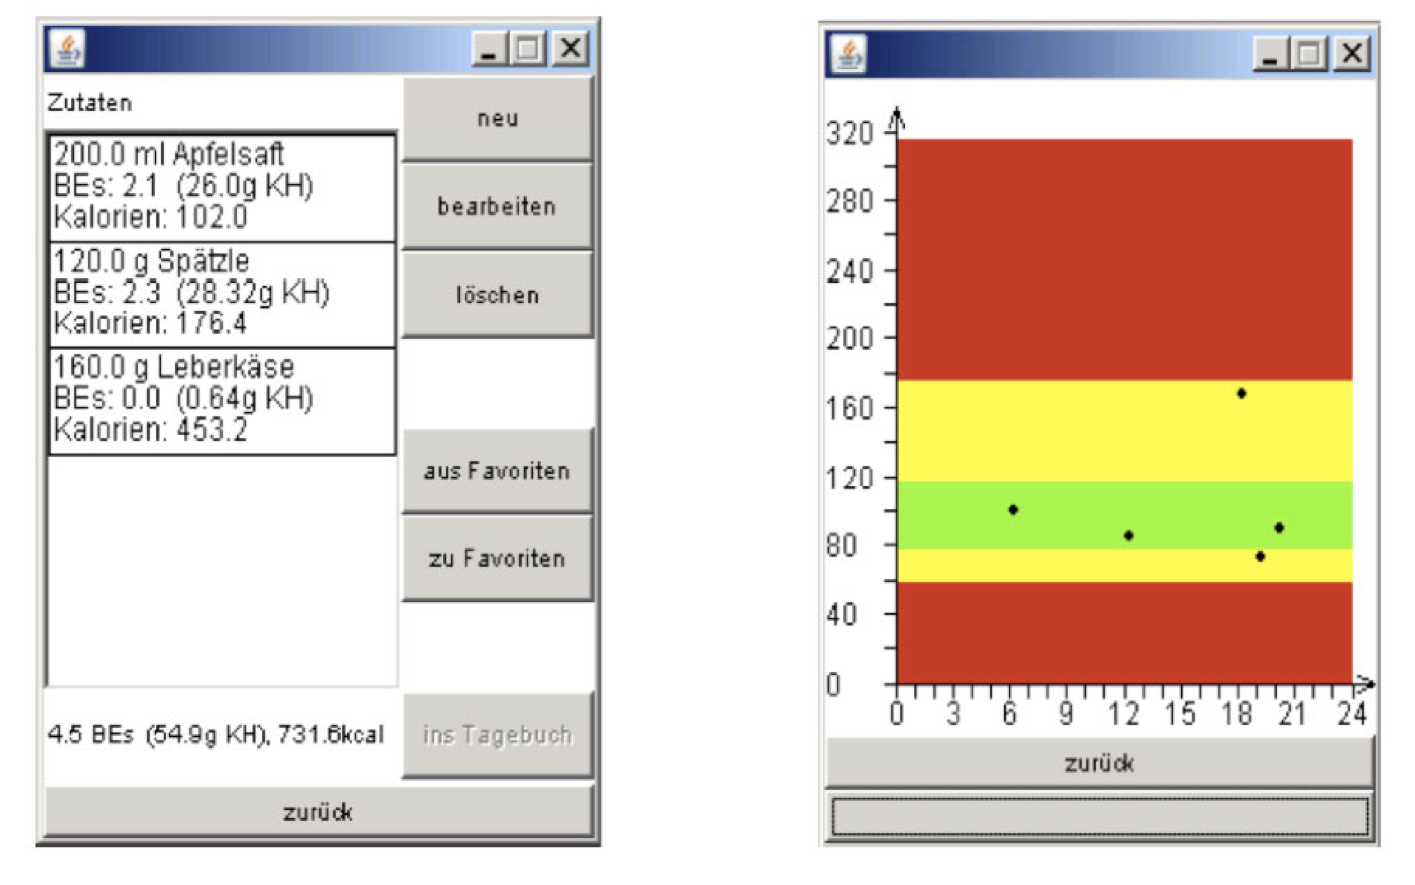 Zutaten
neu
200.0 ml Apfelsaft
BEs: 2.1 (26.0g KH)
Kalorien: 102.0
bearbeiten
120.0 g Spätzle
BEs: 2.3 (28.32g KH)
Kalorien: 176.4
löschen
160.0 g Leberkäse
BEs: 0.0 (0.64g KH)
Kalorien: 453.2
aus Favoriten
zu Favoriten
4.5 BEs (54.9g KH), 731.6kcal
ins Tagebuch
zurück
320
280
240
200
160
120
80
40
0
0 3 6 9 12 15 18 21 24
zurück